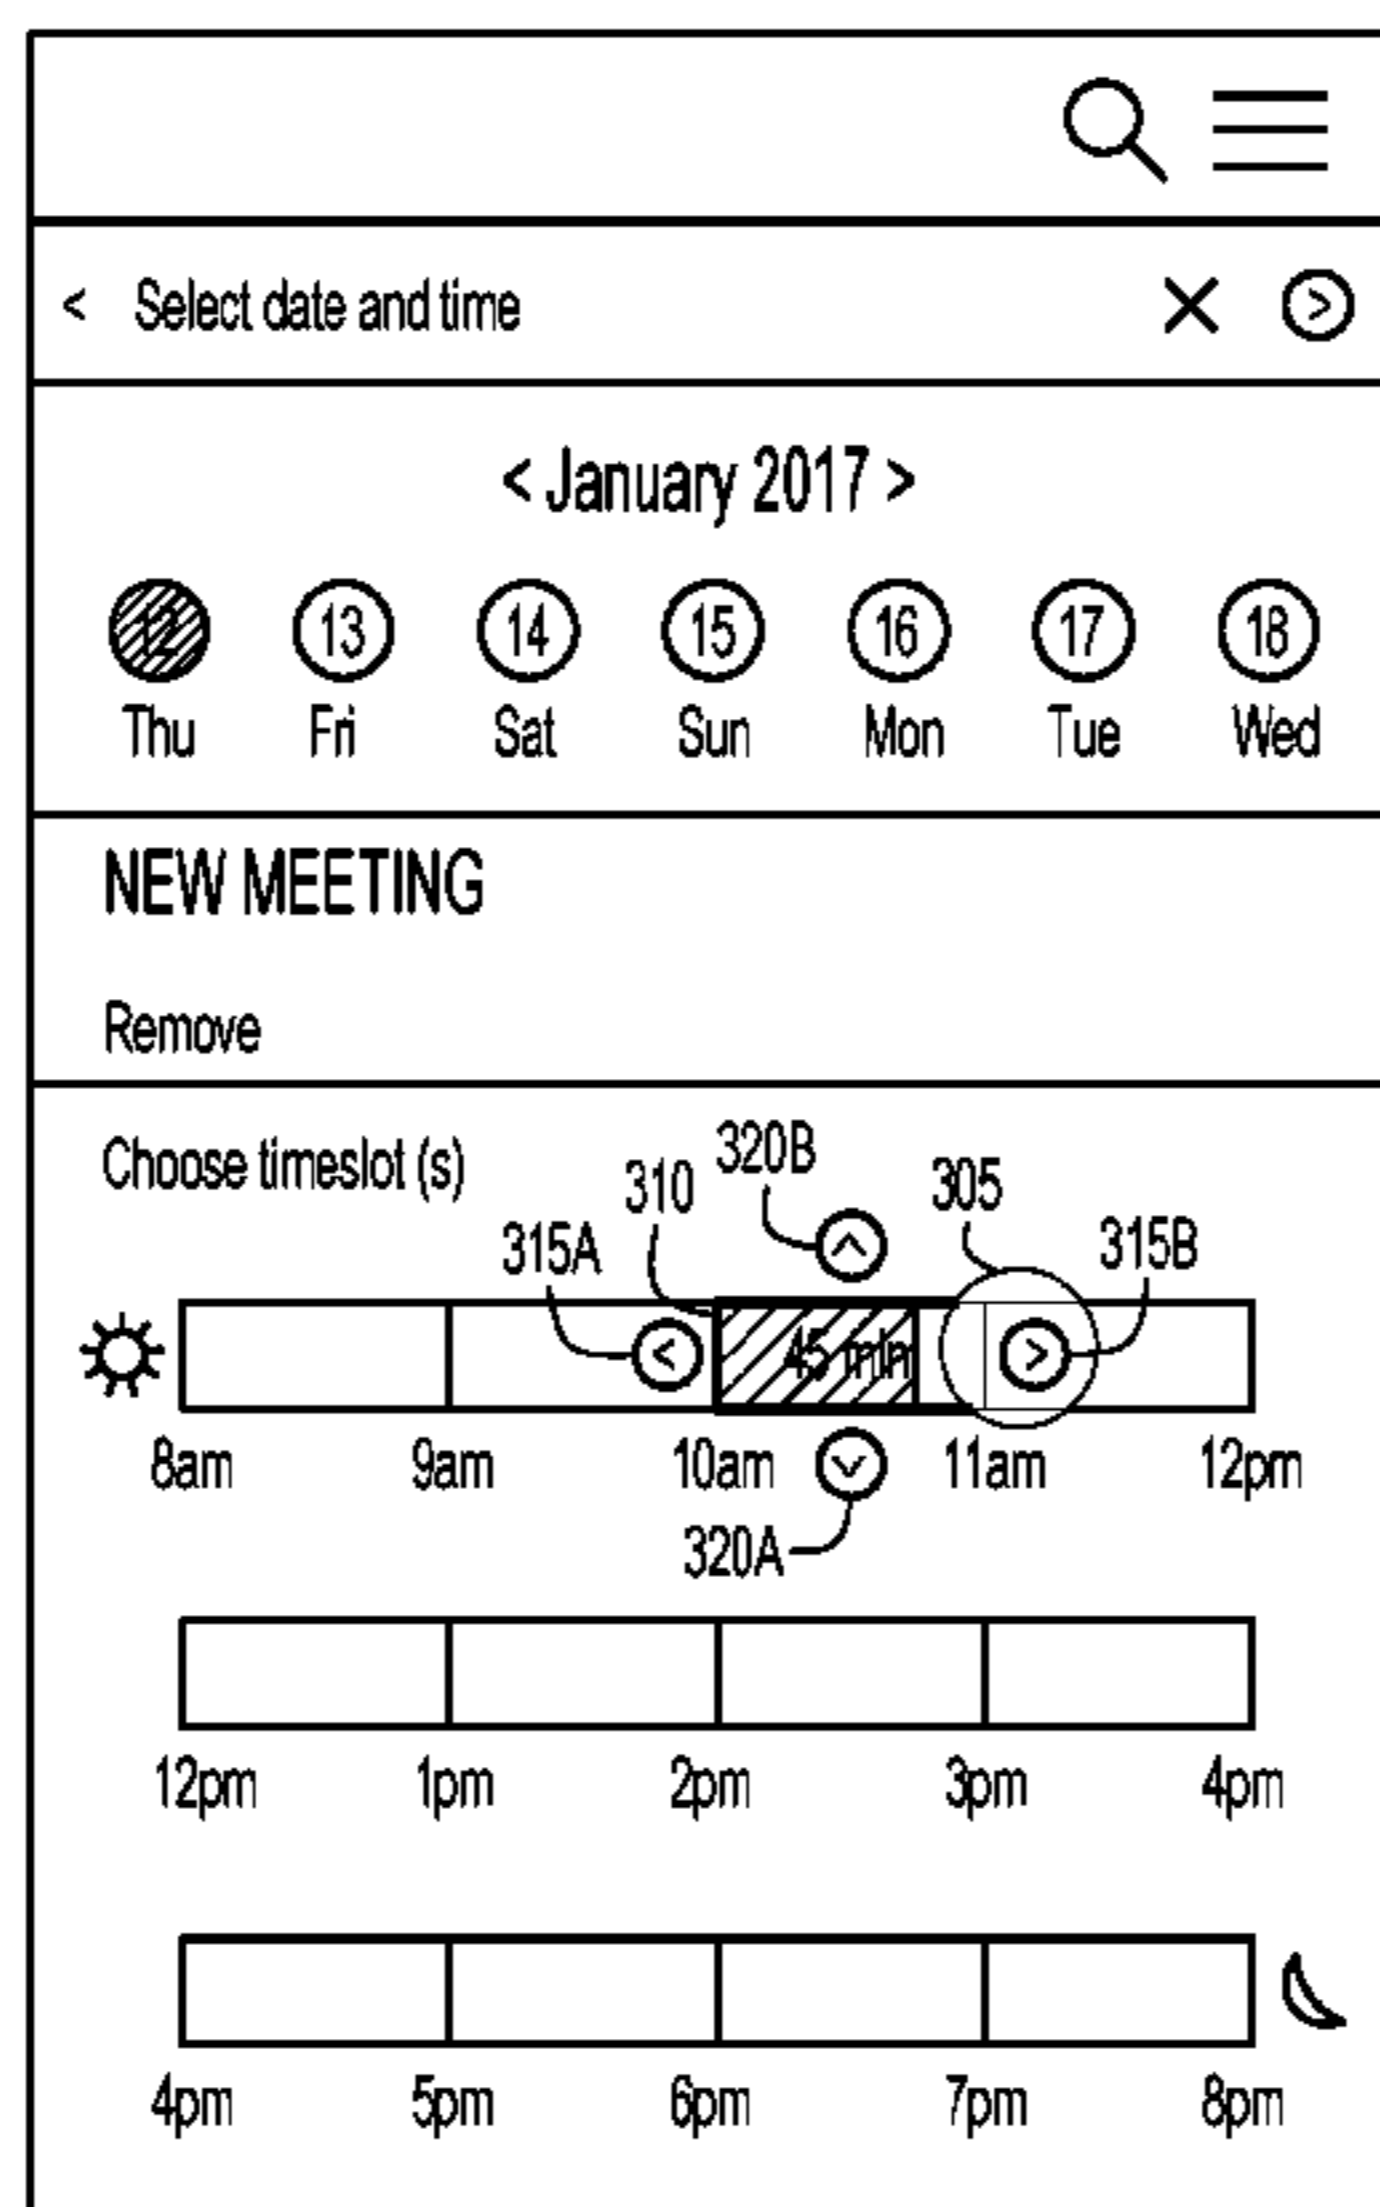 < Select date and time
< January 2017 >
12 13 14 15 16 17 18
Thu Fri Sat Sun Mon Tue Wed
NEW MEETING
Remove
Choose timeslot (s)
320B
310
305
315A
315B
45 min
8am 9am 10am 11am 12pm
320A
12pm 1pm 2pm 3pm 4pm
4pm 5pm 6pm 7pm 8pm